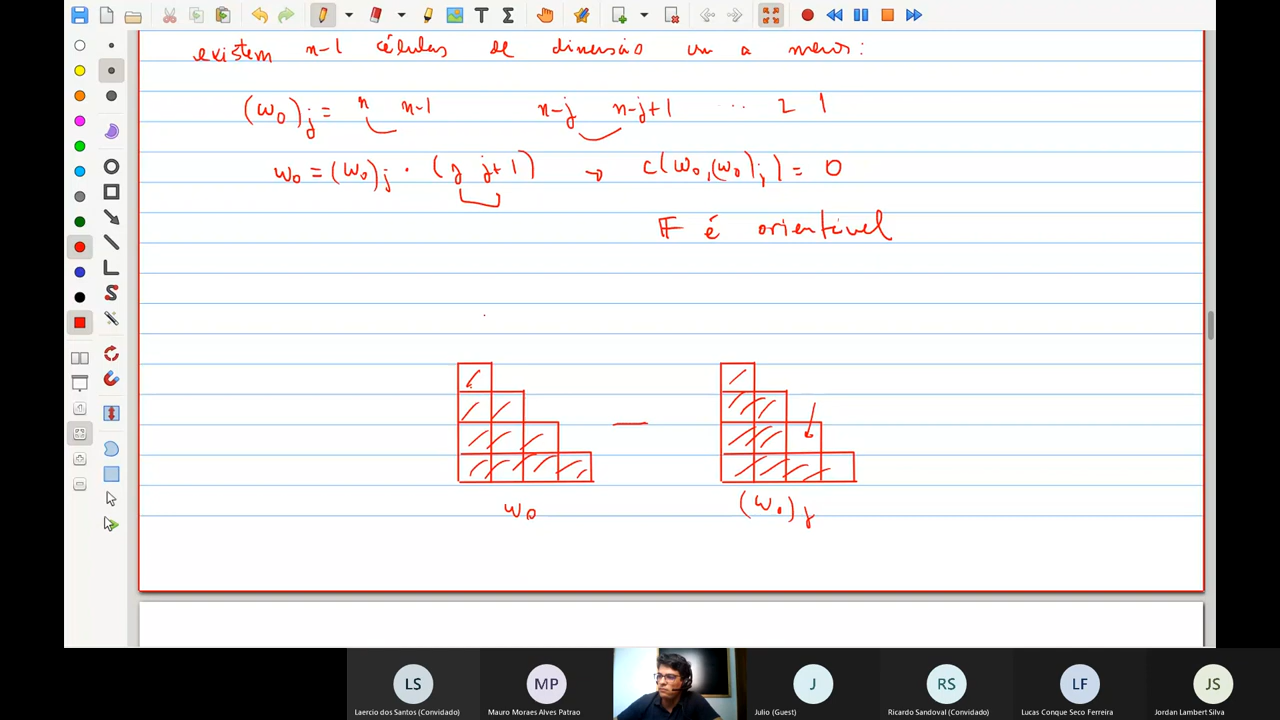 existem n-1 células de dimensão um a menos:
(w₀)ⱼ = n n-1 n-j n-j+1 ... 2 1
w₀ = (w₀)ⱼ · (j j+1) → c(w₀,(w₀)ⱼ) = 0
F é orientável
w₀ (w₀)ⱼ
LS MP J RS LF JS
Laercio dos Santos (Convidado) Mauro Moraes Alves Patrao Julio (Guest) Ricardo Sandoval (Convidado) Lucas Conque Seco Ferreira Jordan Lambert Silva